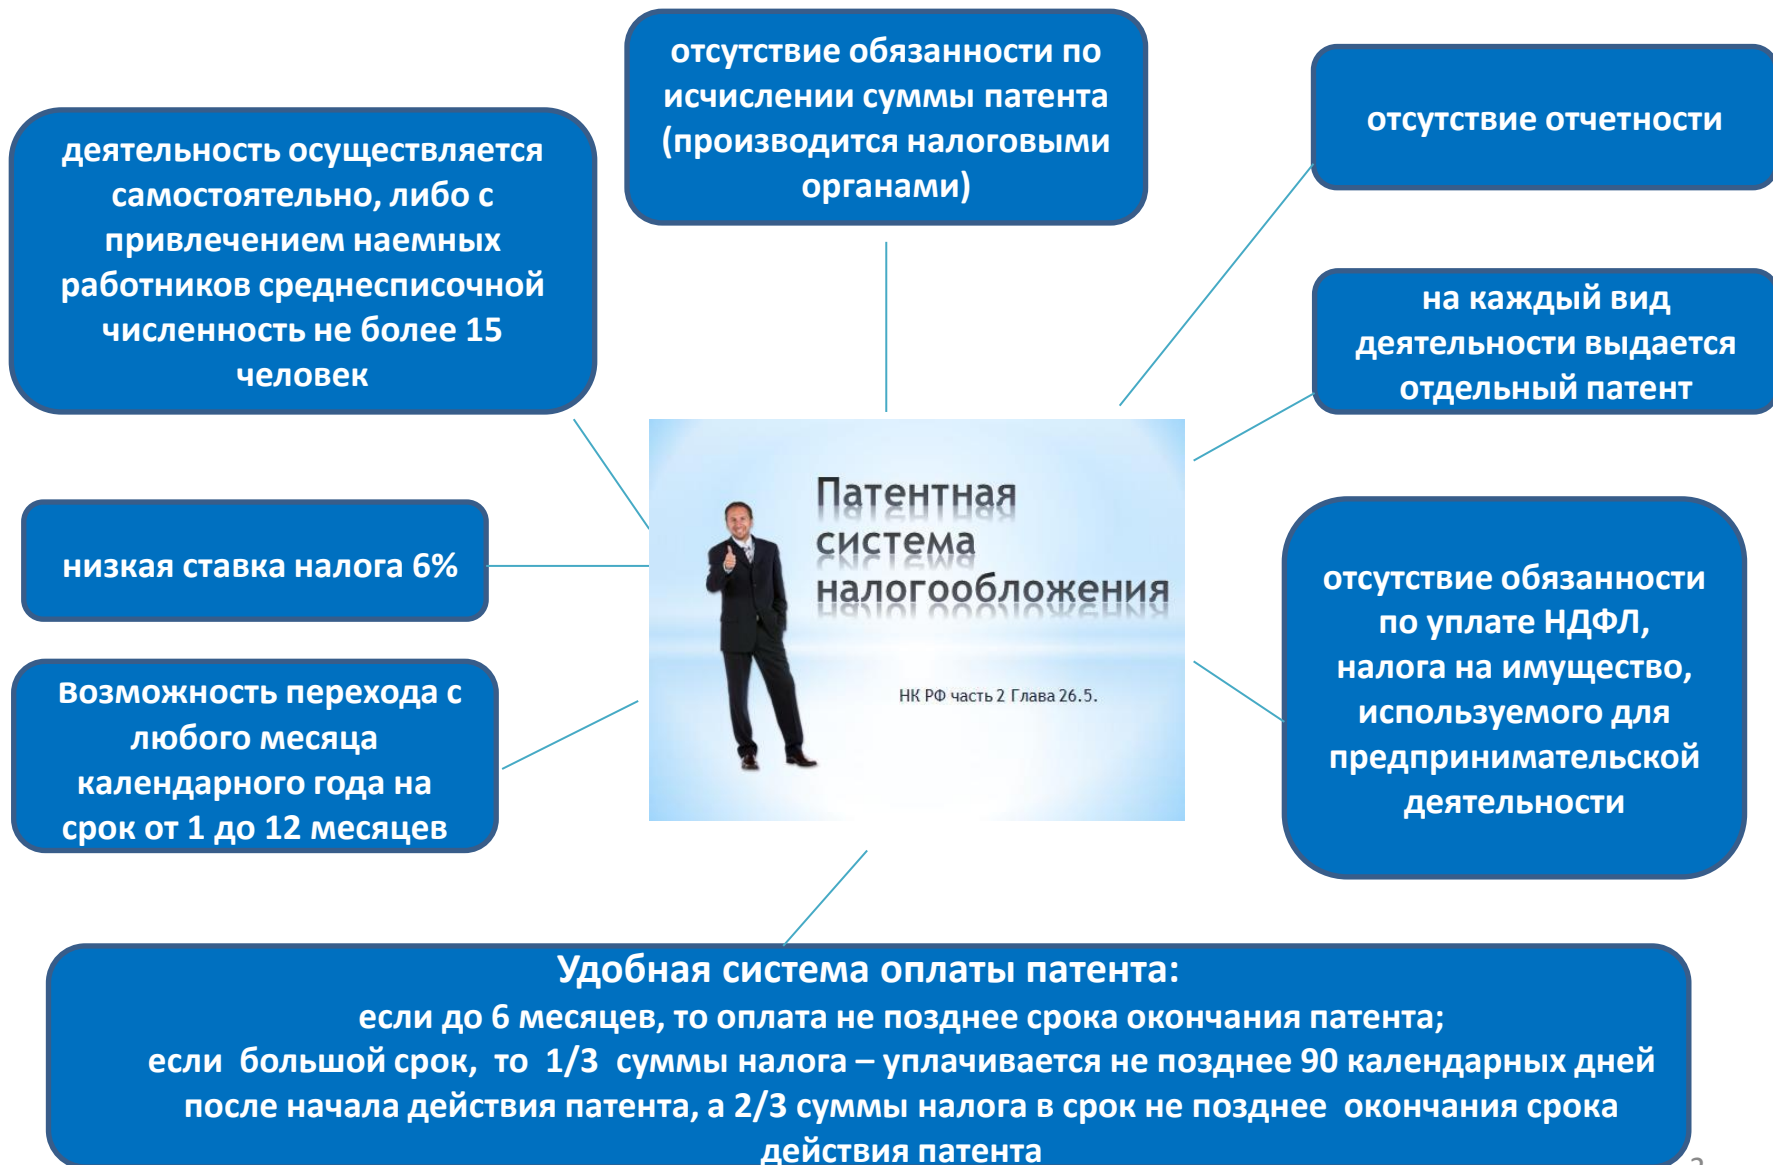 отсутствие обязанности по
исчислении суммы патента
(производится налоговыми
органами)
отсутствие отчетности
деятельность осуществляется
самостоятельно, либо с
привлечением наемных
работников среднесписочной
численность не более 15
человек
на каждый вид
деятельности выдается
отдельный патент
Патентная
система
налогообложения
НК РФ часть 2 Глава 26.5.
низкая ставка налога 6%
отсутствие обязанности
по уплате НДФЛ,
налога на имущество,
используемого для
предпринимательской
деятельности
Возможность перехода с
любого месяца
календарного года на
срок от 1 до 12 месяцев
Удобная система оплаты патента:
если до 6 месяцев, то оплата не позднее срока окончания патента;
если большой срок, то 1/3 суммы налога – уплачивается не позднее 90 календарных дней
после начала действия патента, а 2/3 суммы налога в срок не позднее окончания срока
действия патента